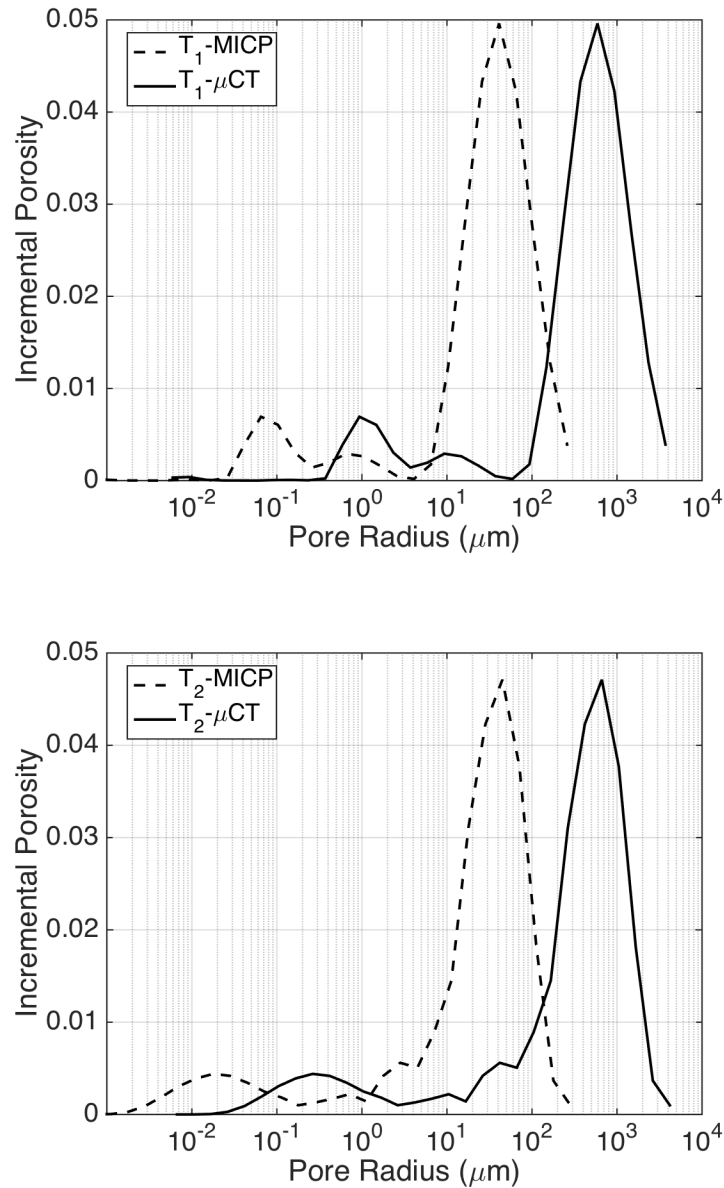 0.05
T₁-MICP
T₁-μCT
0.04
0.03
0.02
0.01
0
Incremental Porosity
10⁻² 10⁻¹ 10⁰ 10¹ 10² 10³ 10⁴
Pore Radius (μm)
0.05
T₂-MICP
T₂-μCT
0.04
0.03
0.02
0.01
0
Incremental Porosity
10⁻² 10⁻¹ 10⁰ 10¹ 10² 10³ 10⁴
Pore Radius (μm)